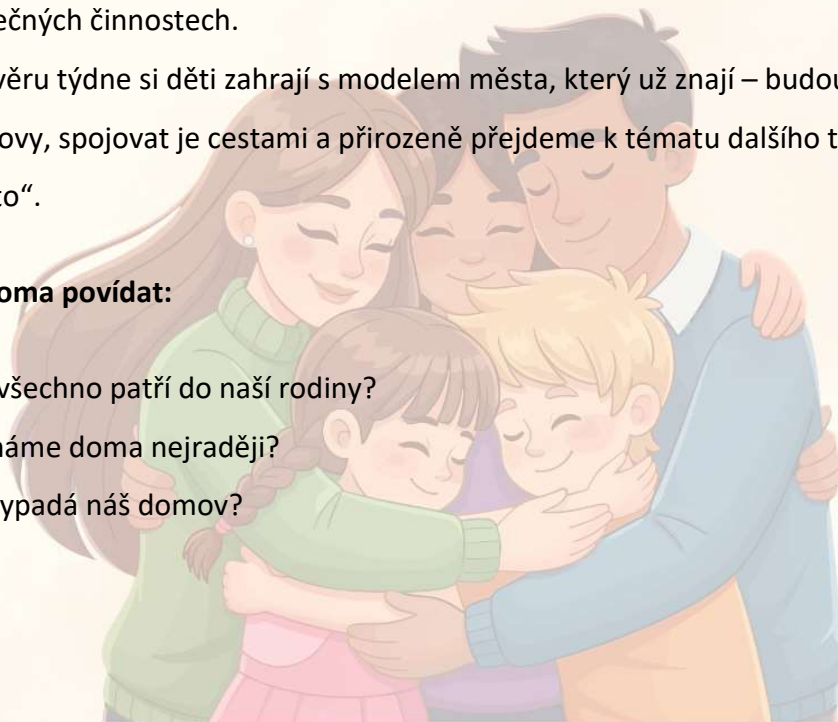 ečných činnostech.
věru týdne si děti zahrají s modelem města, který už znají – budou
ovy, spojovat je cestami a přirozeně přejdeme k tématu dalšího t
to“.
oma povídat:
všechno patří do naší rodiny?
áme doma nejraději?
ypadá náš domov?